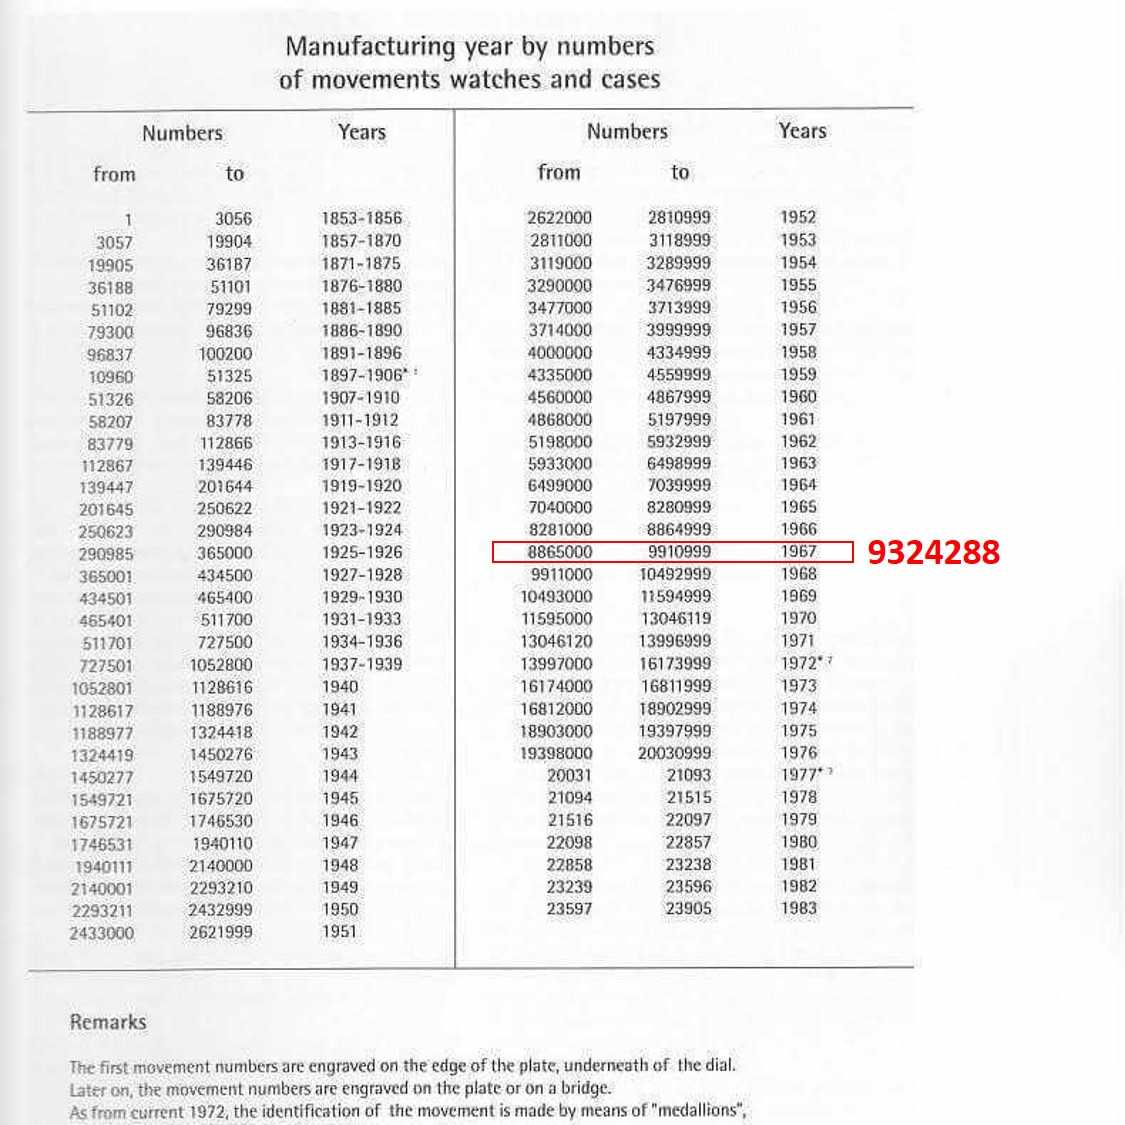 Manufacturing year by numbers
of movements watches and cases
Numbers Years
from to
1 3056 1853-1856
3057 19904 1857-1870
19905 36187 1871-1875
36188 51101 1876-1880
51102 79299 1881-1885
79300 96836 1886-1890
96837 100200 1891-1896
10960 51325 1897-1906*
51326 58206 1907-1910
58207 83778 1911-1912
83779 112866 1913-1916
112867 139446 1917-1918
139447 201644 1919-1920
201645 250622 1921-1922
250623 290984 1923-1924
290985 365000 1925-1926
365001 434500 1927-1928
434501 465400 1929-1930
465401 511700 1931-1933
511701 727500 1934-1936
727501 1052800 1937-1939
1052801 1128616 1940
1128617 1188976 1941
1188977 1324418 1942
1324419 1450276 1943
1450277 1549720 1944
1549721 1675720 1945
1675721 1746530 1946
1746531 1940110 1947
1940111 2140000 1948
2140001 2293210 1949
2293211 2432999 1950
2433000 2621999 1951
Numbers Years
from to
2622000 2810999 1952
2811000 3118999 1953
3119000 3289999 1954
3290000 3476999 1955
3477000 3713999 1956
3714000 3999999 1957
4000000 4334999 1958
4335000 4559999 1959
4560000 4867999 1960
4868000 5197999 1961
5198000 5932999 1962
5933000 6498999 1963
6499000 7039999 1964
7040000 8280999 1965
8281000 8864999 1966
8865000 9910999 1967 9324288
9911000 10492999 1968
10493000 11594999 1969
11595000 13046119 1970
13046120 13996999 1971
13997000 16173999 1972*
16174000 16811999 1973
16812000 18902999 1974
18903000 19397999 1975
19398000 20030999 1976
20031 21093 1977*
21094 21515 1978
21516 22097 1979
22098 22857 1980
22858 23238 1981
23239 23596 1982
23597 23905 1983
Remarks
The first movement numbers are engraved on the edge of the plate, underneath of the dial.
Later on, the movement numbers are engraved on the plate or on a bridge.
As from current 1972, the identification of the movement is made by means of "medallions",